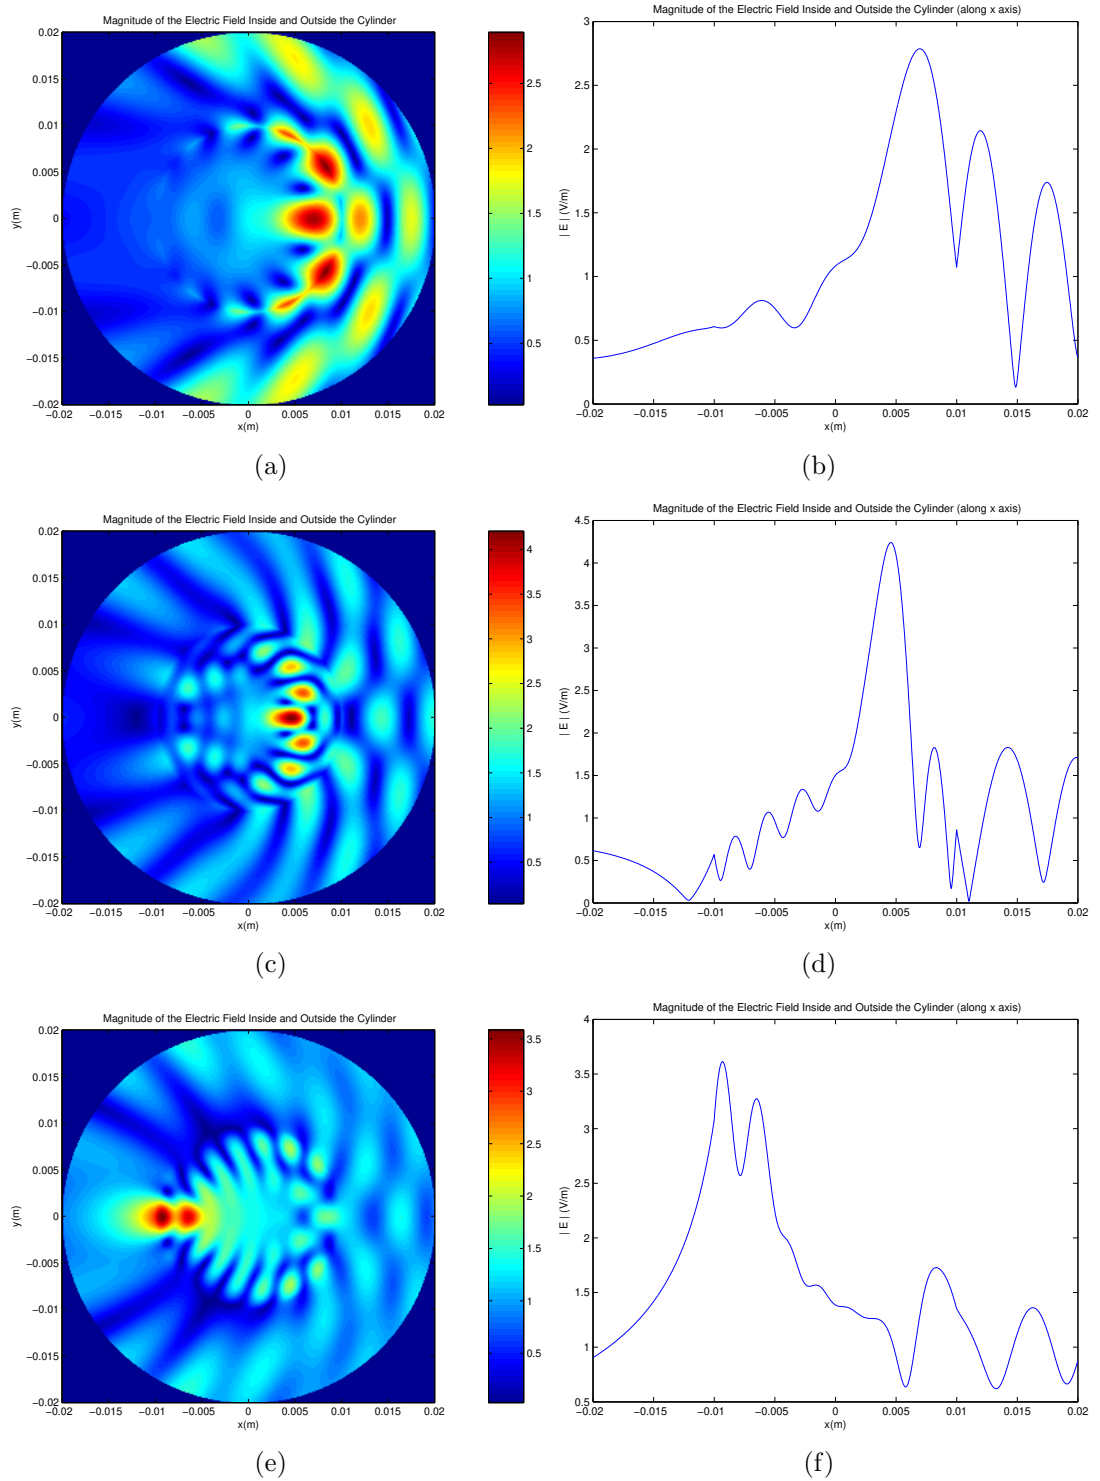 Magnitude of the Electric Field Inside and Outside the Cylinder
0.02
0.015
0.010
0.005
0
−0.005
−0.01
−0.015
−0.02
y(m)
−0.02 −0.015 −0.01 −0.005 0 0.005 0.01 0.015 0.02
x(m)
2.5
2
1.5
1
0.5
(a)
Magnitude of the Electric Field Inside and Outside the Cylinder (along x axis)
3
2.5
2
1.5
1
0.5
0
| E | (V/m)
−0.02 −0.015 −0.01 −0.005 0 0.005 0.01 0.015 0.02
x(m)
(b)
Magnitude of the Electric Field Inside and Outside the Cylinder
0.02
0.015
0.010
0.005
0
−0.005
−0.01
−0.015
−0.02
y(m)
−0.02 −0.015 −0.01 −0.005 0 0.005 0.01 0.015 0.02
x(m)
4
3.5
3
2.5
2
1.5
1
0.5
(c)
Magnitude of the Electric Field Inside and Outside the Cylinder (along x axis)
4.5
4
3.5
3
2.5
2
1.5
1
0.5
0
| E | (V/m)
−0.02 −0.015 −0.01 −0.005 0 0.005 0.01 0.015 0.02
x(m)
(d)
Magnitude of the Electric Field Inside and Outside the Cylinder
0.02
0.015
0.010
0.005
0
−0.005
−0.01
−0.015
−0.02
y(m)
−0.02 −0.015 −0.01 −0.005 0 0.005 0.01 0.015 0.02
x(m)
3.5
3
2.5
2
1.5
1
0.5
(e)
Magnitude of the Electric Field Inside and Outside the Cylinder (along x axis)
4
3.5
3
2.5
2
1.5
1
0.5
| E | (V/m)
−0.02 −0.015 −0.01 −0.005 0 0.005 0.01 0.015 0.02
x(m)
(f)